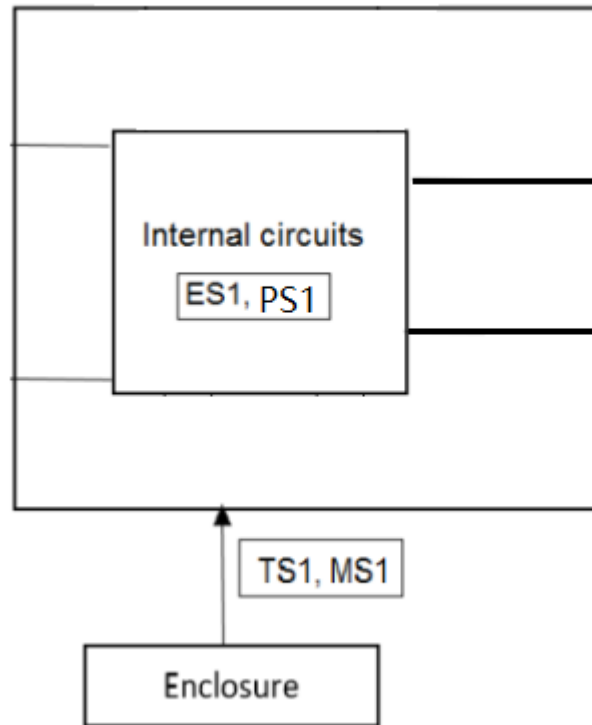 Internal circuits
ES1, PS1
TS1, MS1
Enclosure